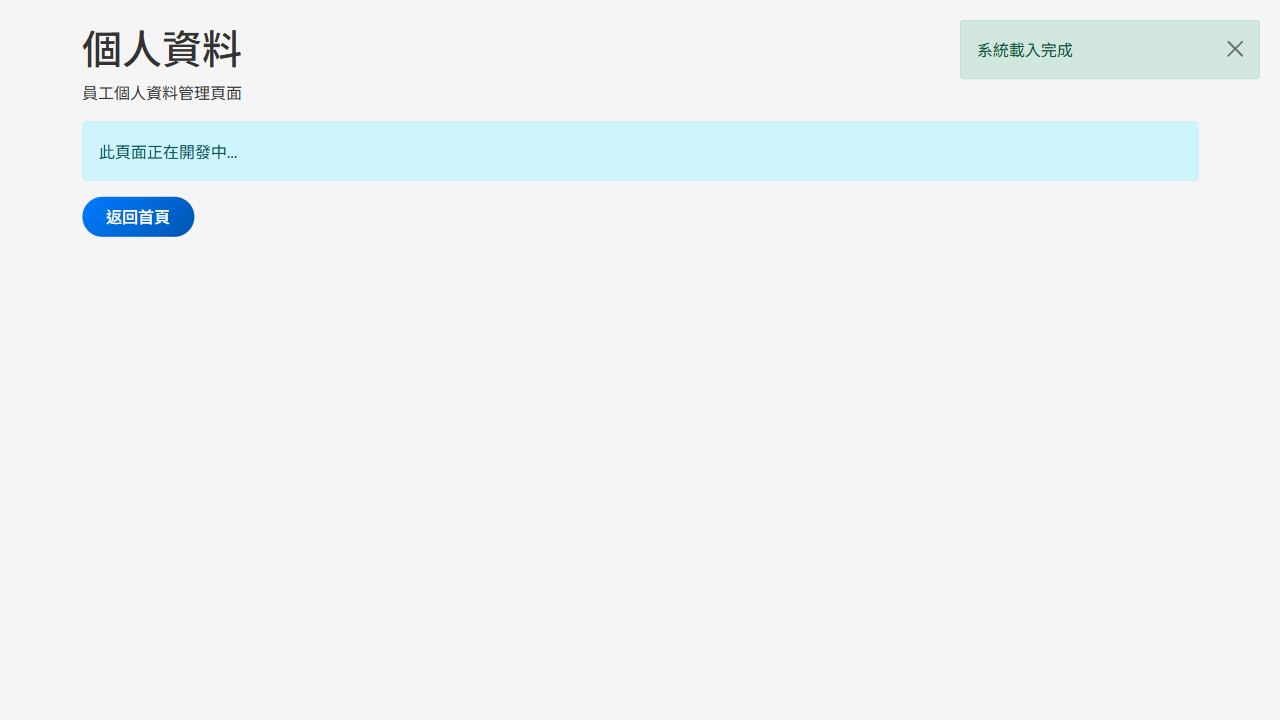 個人資料
員工個人資料管理頁面
系統載入完成
此頁面正在開發中...
返回首頁